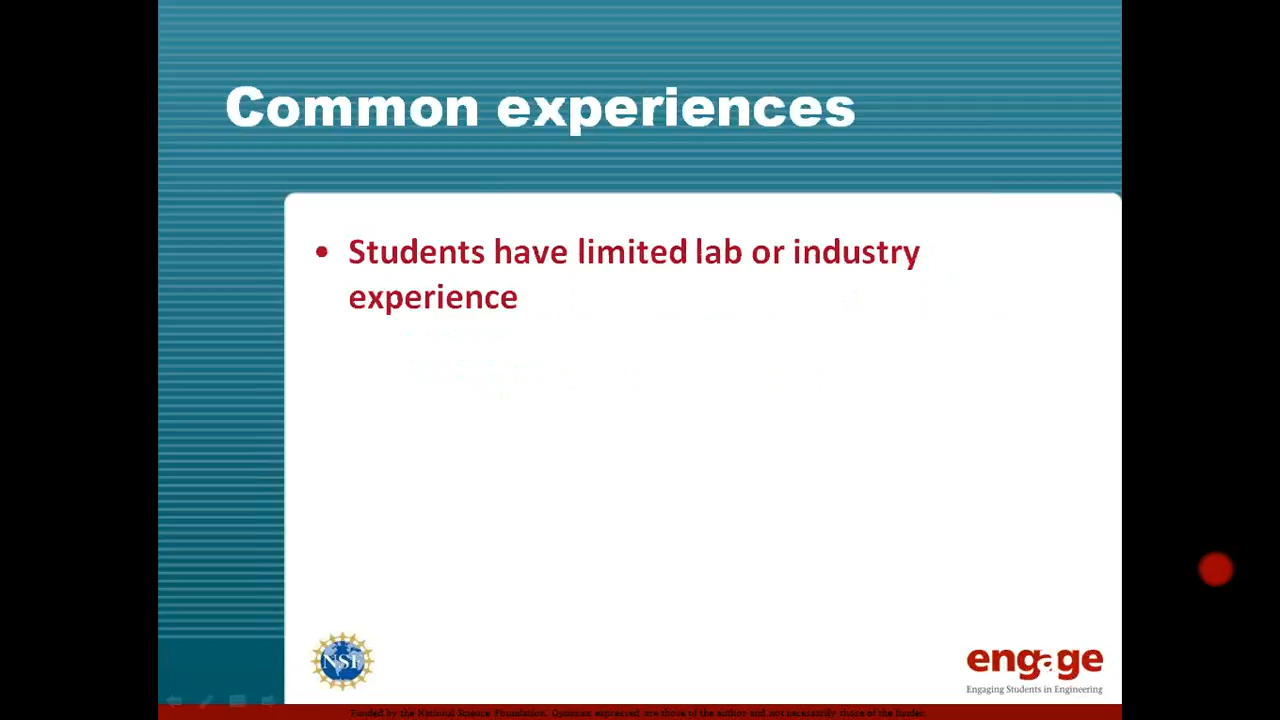 Common experiences
• Students have limited lab or industry
experience
NSF
engage
Engaging Students in Engineering
Funded by the National Science Foundation. Opinions expressed are those of the author and not necessarily those of the funder.